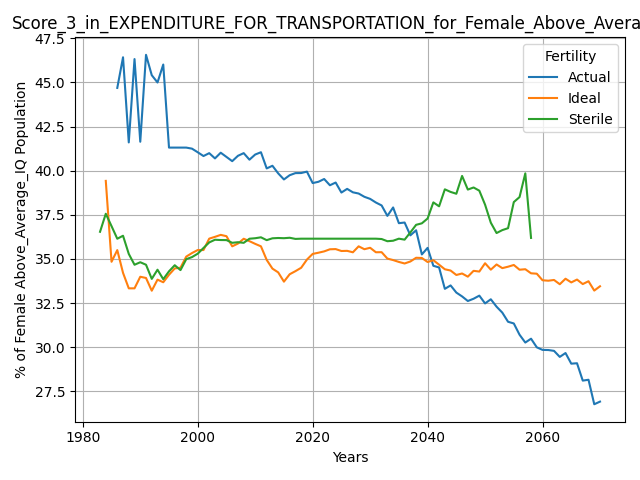 Score_3_in_EXPENDITURE_FOR_TRANSPORTATION_for_Female_Above_Avera
% of Female Above_Average_IQ Population
47.5
45.0
42.5
40.0
37.5
35.0
32.5
30.0
27.5
Fertility
Actual
Ideal
Sterile
1980
2000
2020
2040
2060
Years